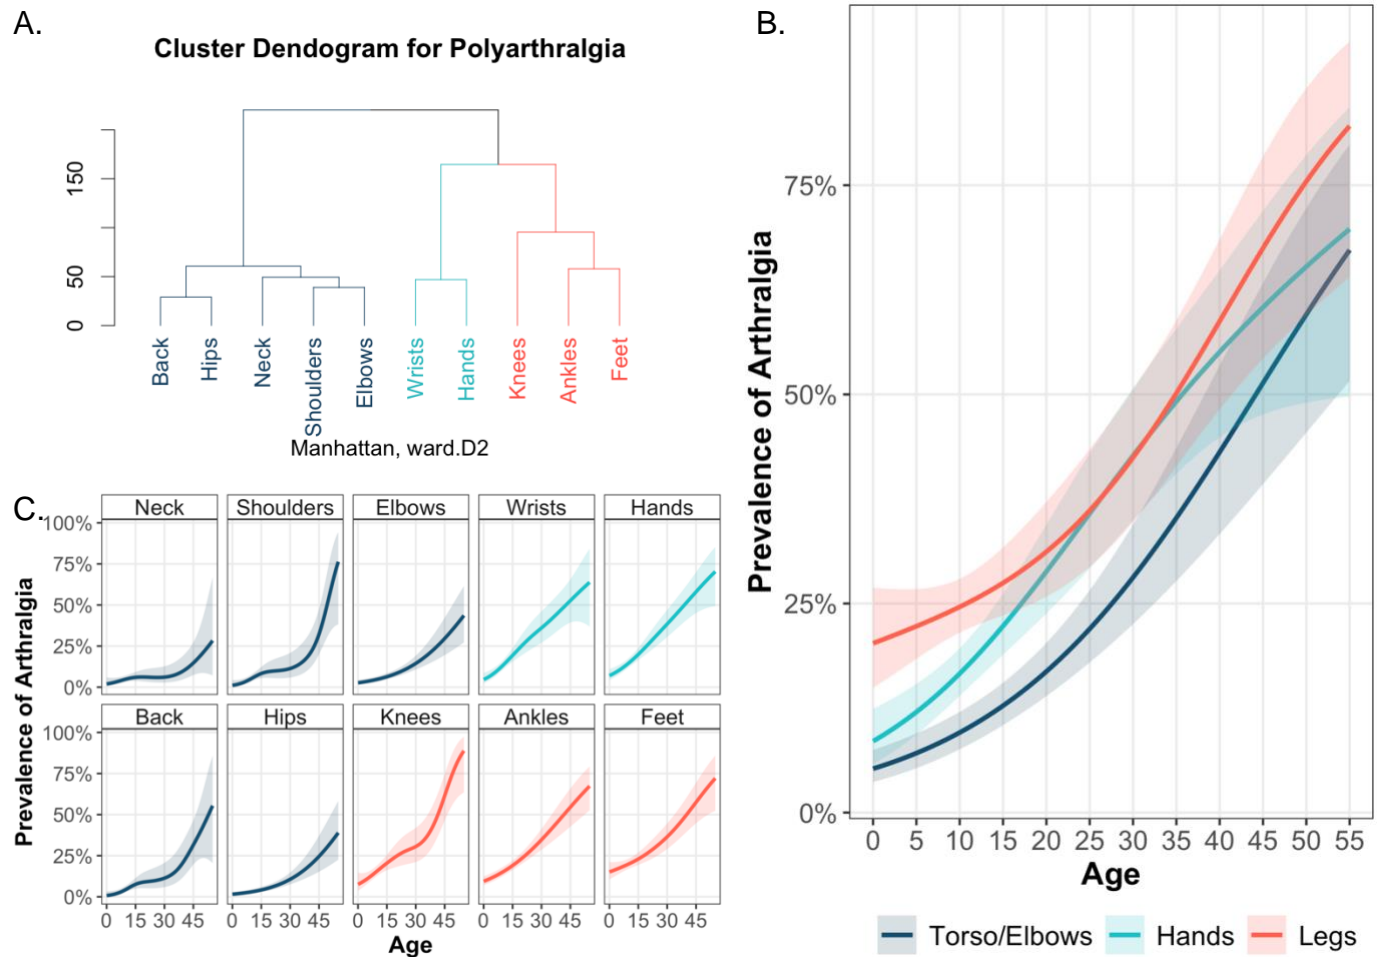 A.
Cluster Dendogram for Polyarthralgia
150
50
0
Back
Hips
Neck
Shoulders
Elbows
Wrists
Hands
Knees
Ankles
Feet
Manhattan, ward.D2
B.
Prevalence of Arthralgia
75%
50%
25%
0%
0 5 10 15 20 25 30 35 40 45 50 55
Age
Torso/Elbows Hands Legs
C.
Prevalence of Arthralgia
Neck Shoulders Elbows Wrists Hands
100%
75%
50%
25%
0%
Back Hips Knees Ankles Feet
100%
75%
50%
25%
0%
0 15 30 45 0 15 30 45 0 15 30 45 0 15 30 45 0 15 30 45
Age